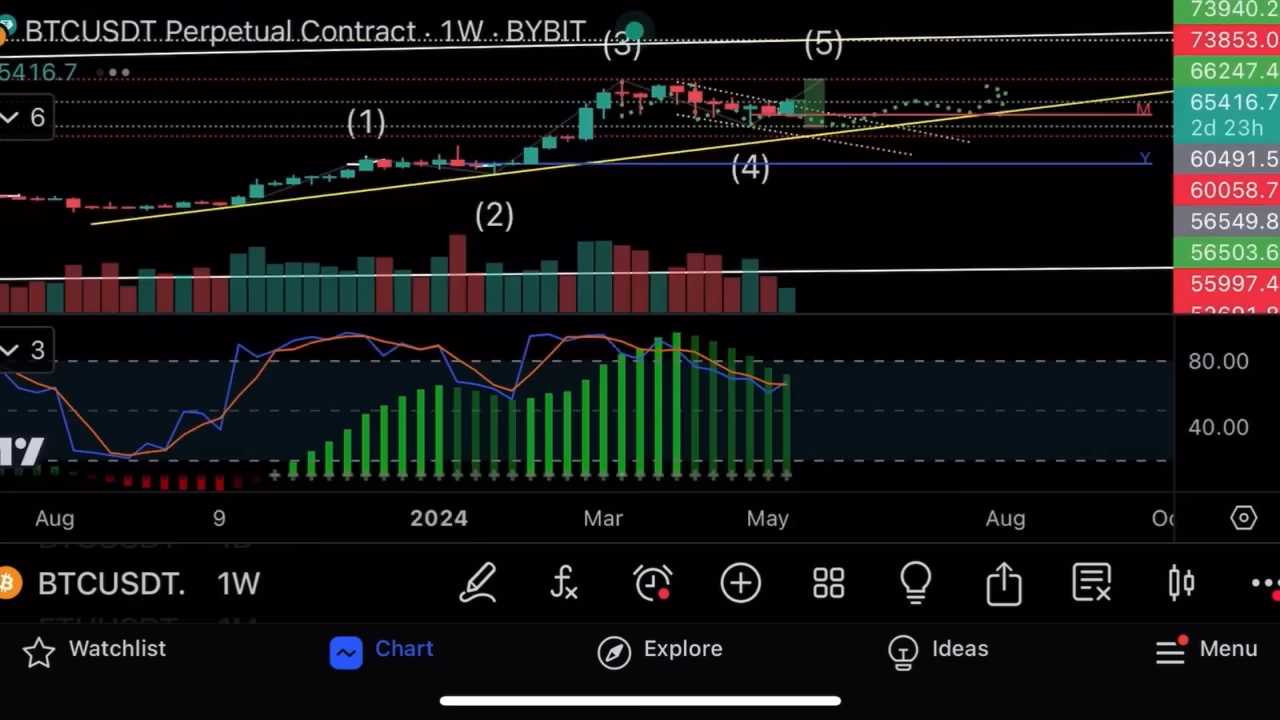 BTCUSDT Perpetual Contract · 1W · BYBIT
5416.7
6
(1)
(2)
(3)
(4)
(5)
M
Y
73940.2
73853.0
66247.4
65416.7
2d 23h
60491.5
60058.7
56549.8
56503.6
55997.4
3
80.00
40.00
Aug 9 2024 Mar May Aug
BTCUSDT. 1W
Watchlist Chart Explore Ideas Menu